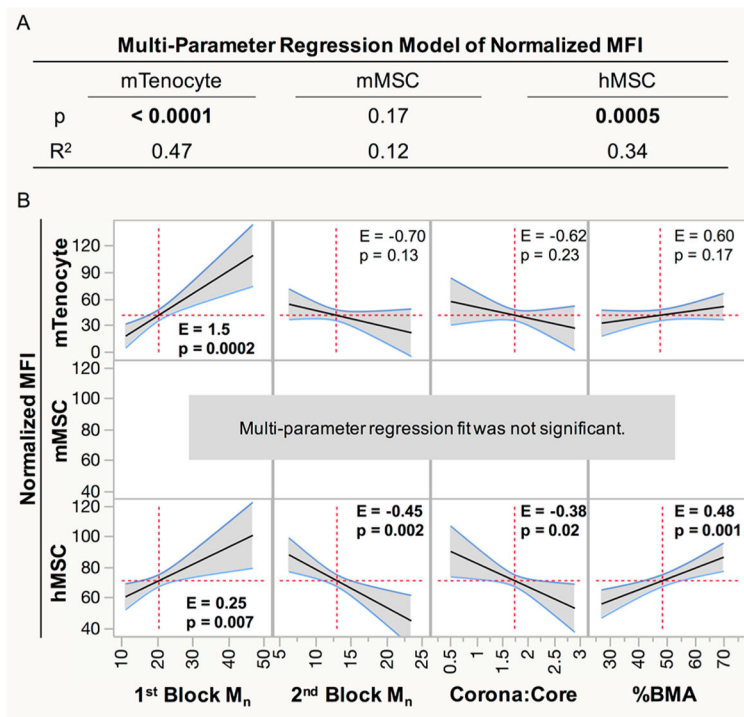 A
Multi-Parameter Regression Model of Normalized MFI
mTenocyte mMSC hMSC
p < 0.0001 0.17 0.0005
R² 0.47 0.12 0.34
B
Normalized MFI
mTenocyte
120
90
60
30
0
E = 1.5
p = 0.0002
E = -0.70
p = 0.13
E = -0.62
p = 0.23
E = 0.60
p = 0.17
mMSC
120
100
80
60
40
Multi-parameter regression fit was not significant.
hMSC
120
100
80
60
40
E = 0.25
p = 0.007
E = -0.45
p = 0.002
E = -0.38
p = 0.02
E = 0.48
p = 0.001
10 20 30 40 50
5 10 15 20 25
0.5 1 1.5 2 2.5 3
30 40 50 60 70
1st Block Mn 2nd Block Mn Corona:Core %BMA